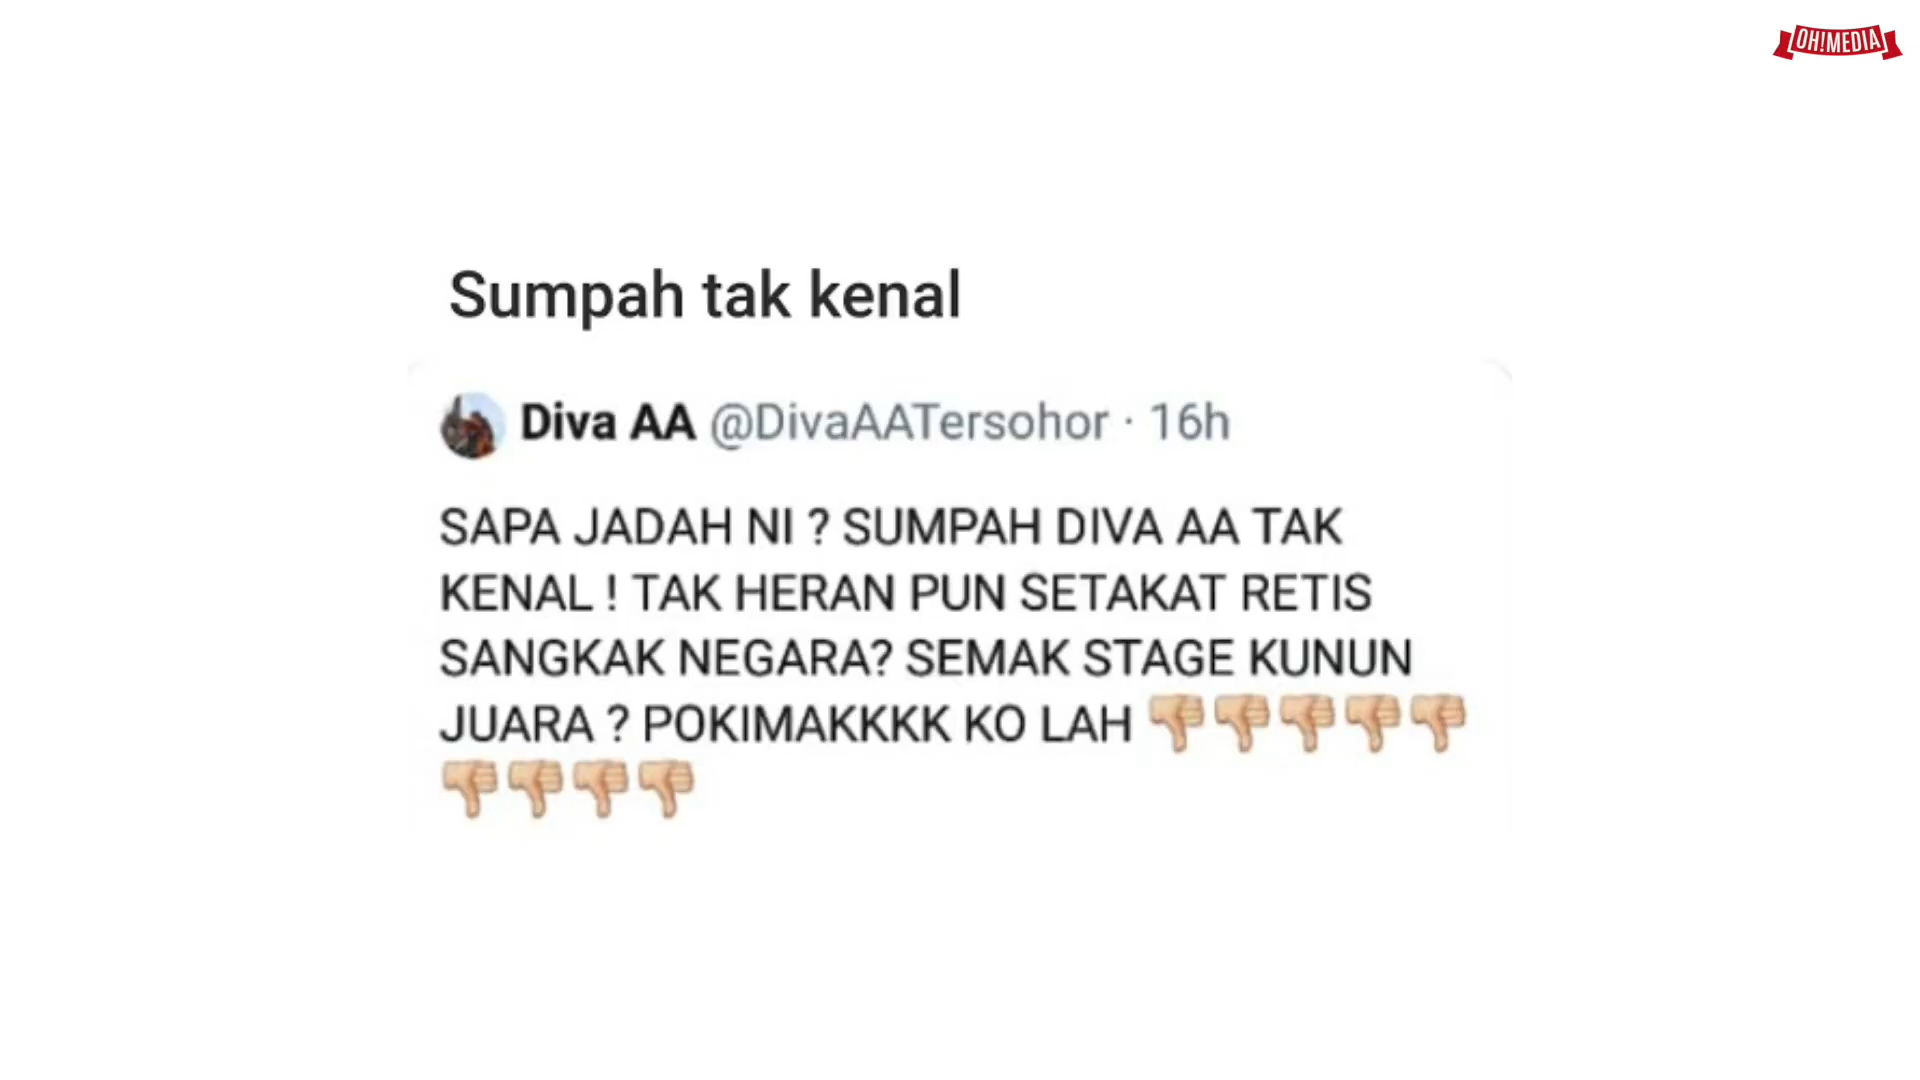 OH!MEDIA
Sumpah tak kenal
Diva AA @DivaAATersohor · 16h
SAPA JADAH NI ? SUMPAH DIVA AA TAK
KENAL ! TAK HERAN PUN SETAKAT RETIS
SANGKAK NEGARA? SEMAK STAGE KUNUN
JUARA ? POKIMAKKKK KO LAH 👎🏼👎🏼👎🏼👎🏼👎🏼
👎🏼👎🏼👎🏼👎🏼